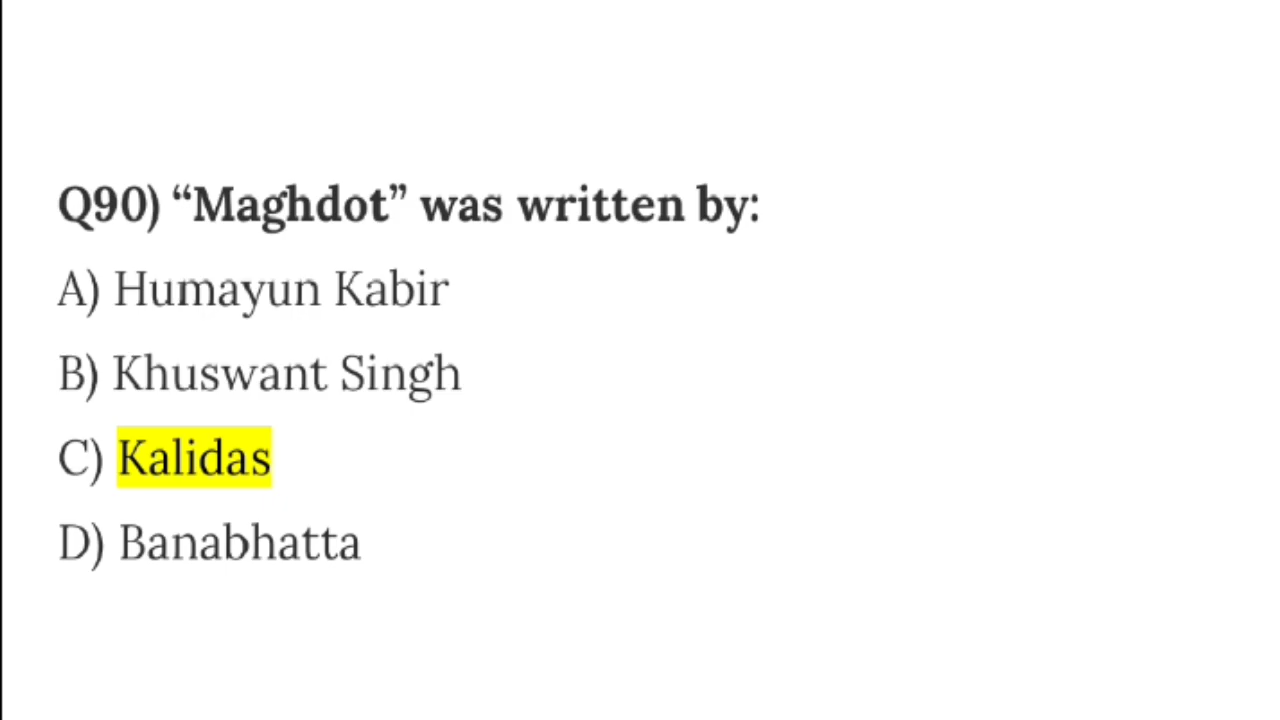 Q90) “Maghdot” was written by:
A) Humayun Kabir
B) Khuswant Singh
C) Kalidas
D) Banabhatta